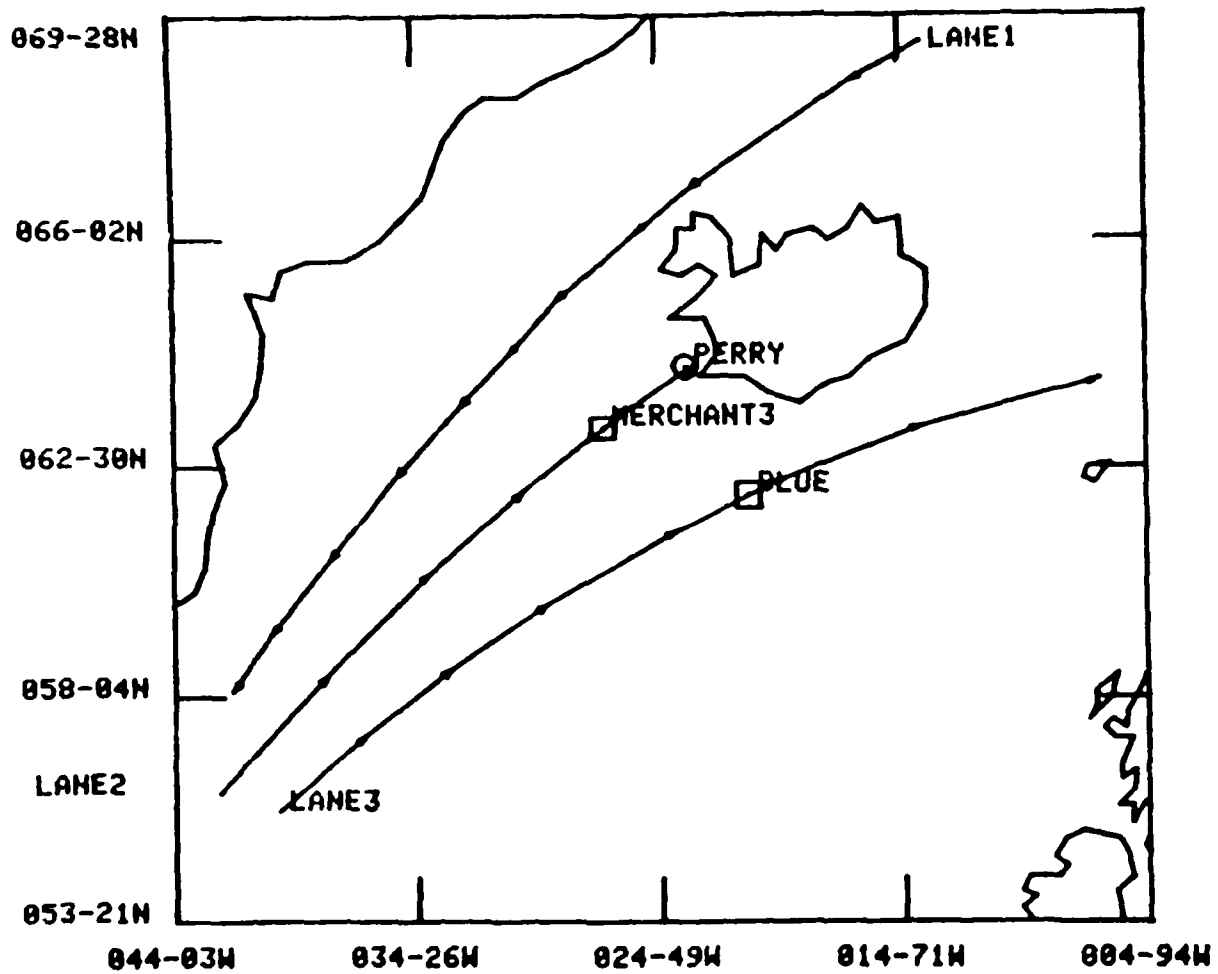 069-28N
LANE1
066-02N
PERRY
MERCHANT3
062-30N
BLUE
058-04N
LANE2
LANE3
053-21N
044-03W 034-26W 024-49W 014-71W 004-94W